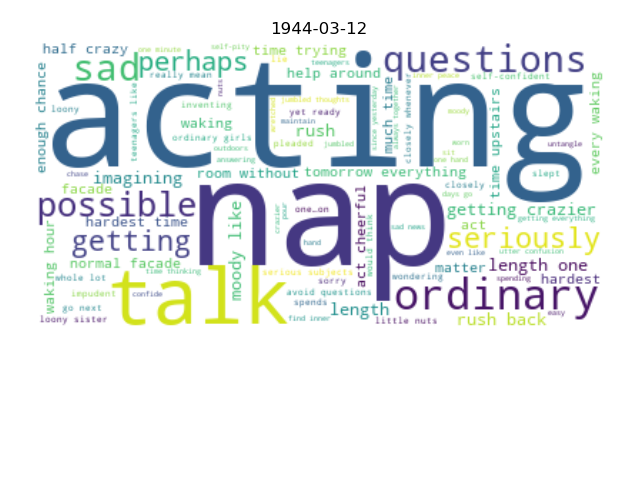 1944-03-12
half crazy
one minute
self-pity
time trying
lie
teenagers
questions
sad
perhaps
really mean
nuts
help around
inner peace
self-confident
enough chance
acting
loony
teenagers like
inventing
assured
jumbled thoughts
yet ready
maintain
since yesterday
much time
always together
closely whenever
moody
time upstairs
every waking
waking
rush
ordinary girls
outdoors
answering
pleaded
jumbled
worn
sit
one hand
untangle
chase
imagining
room without
tomorrow everything
slept
facade
nap
closely
days go
possible
hardest time
moody like
crazier
pour
one…on
act cheerful
would think
getting crazier
getting everything
act
waking hour
getting
hand
sad news
seriously
even like
utter confusion
normal facade
time thinking
serious subjects
wondering
matter
length one
whole lot
talk
sorry
spending
hardest
impudent
confide
avoid questions
spends
ordinary
go next
length
easy
loony sister
find inner
little nuts
rush back